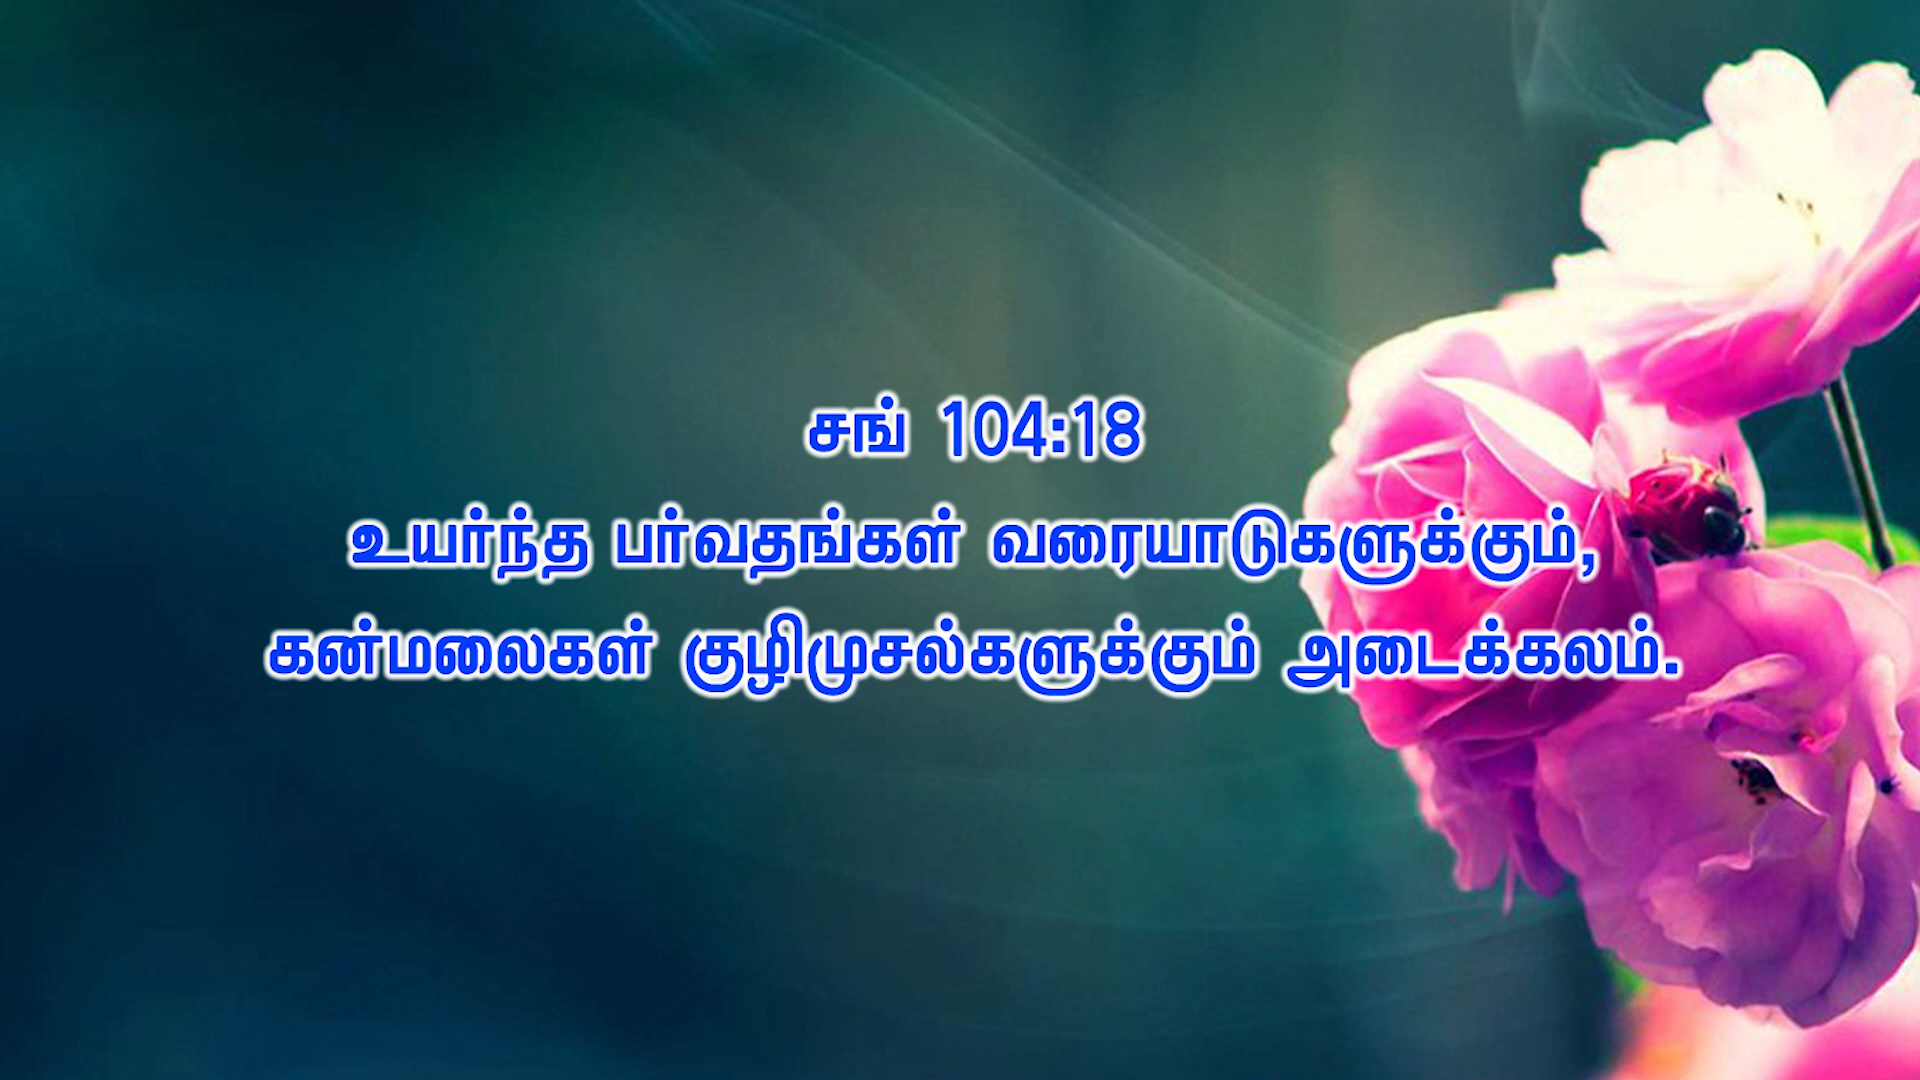 சங் 104:18
உயர்ந்த பர்வதங்கள் வரையாடுகளுக்கும்,
கன்மலைகள் குழிமுசல்களுக்கும் அடைக்கலம்.